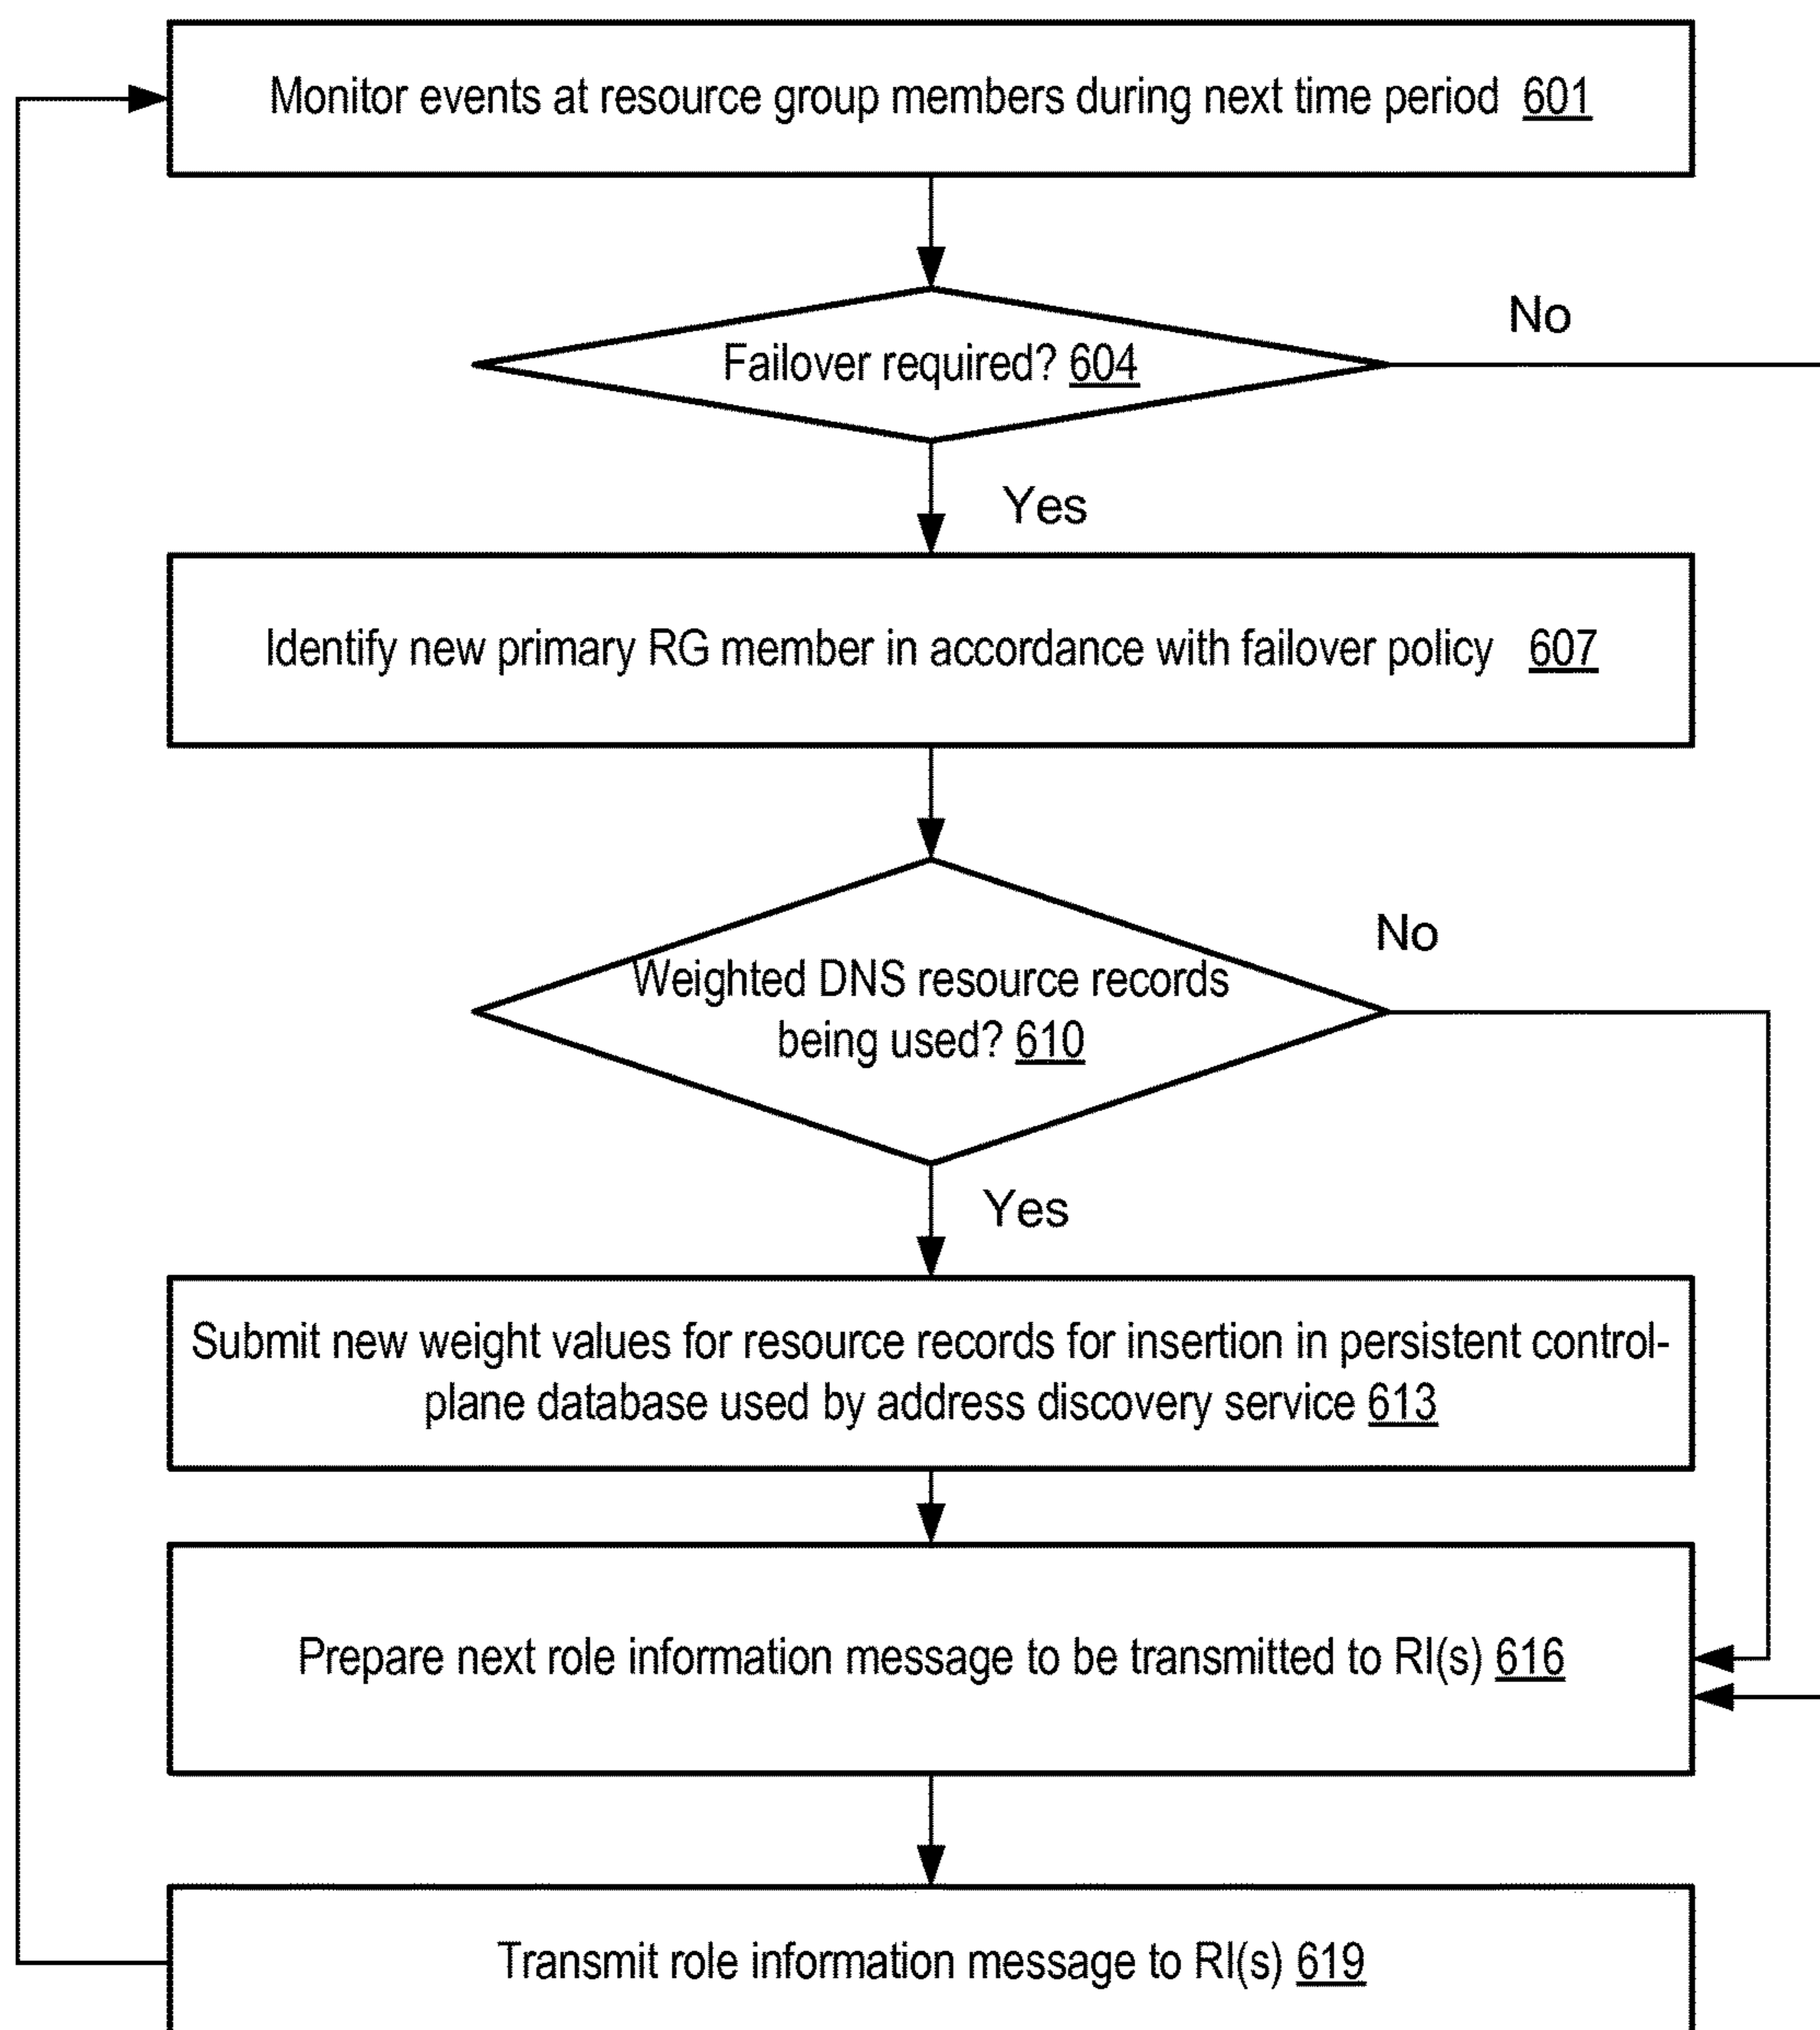 Monitor events at resource group members during next time period 601
Failover required? 604
No
Yes
Identify new primary RG member in accordance with failover policy 607
No
Weighted DNS resource records
being used? 610
Yes
Submit new weight values for resource records for insertion in persistent control-
plane database used by address discovery service 613
Prepare next role information message to be transmitted to RI(s) 616
Transmit role information message to RI(s) 619